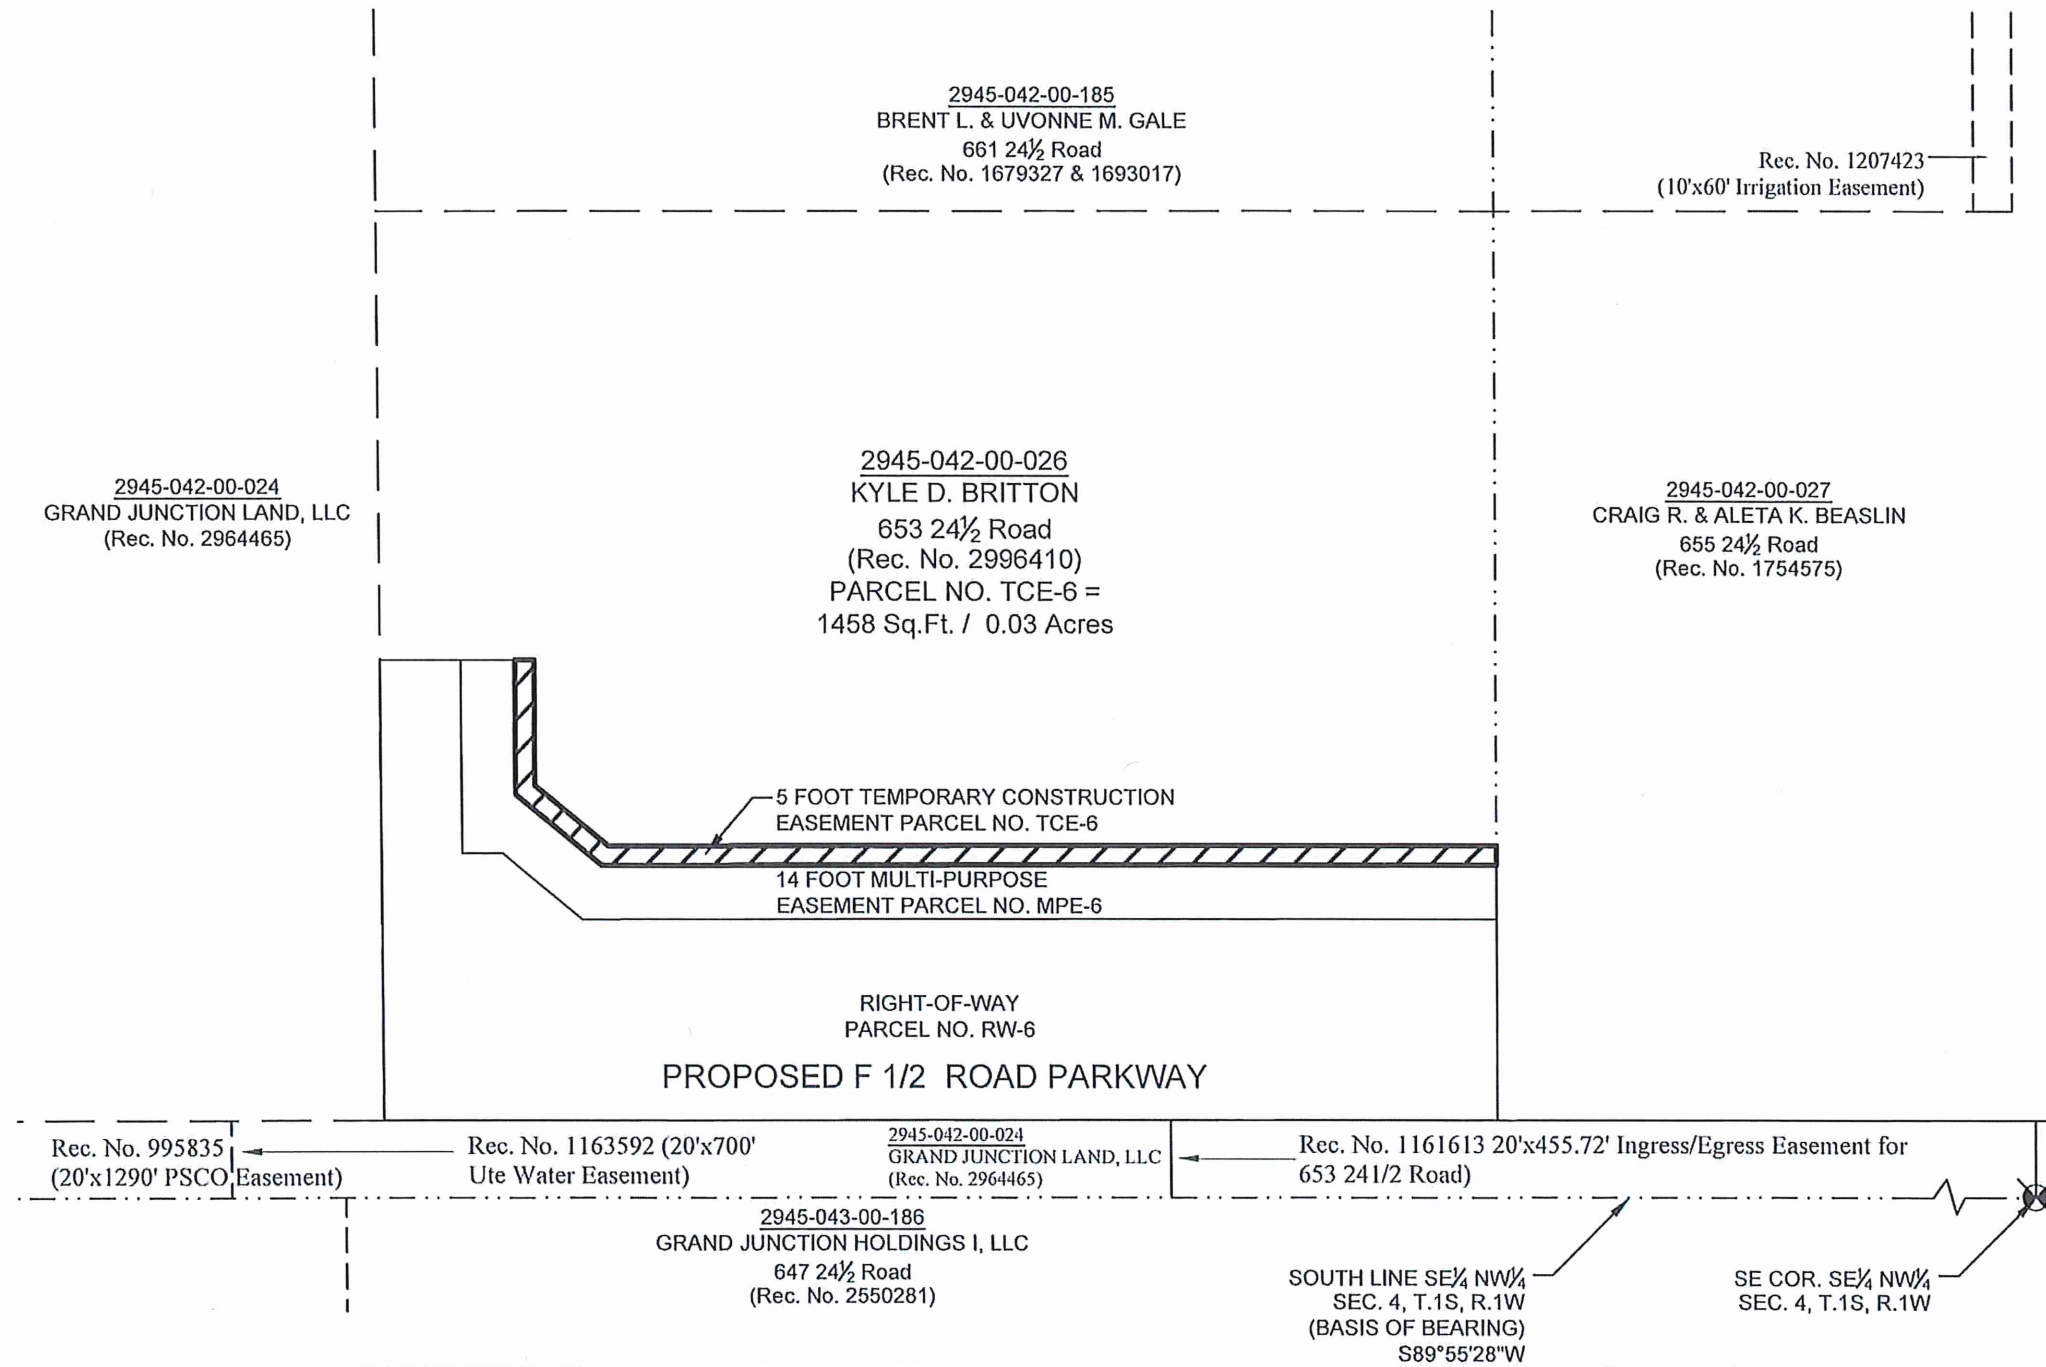 2945-042-00-185
BRENT L. & UVONNE M. GALE
661 24½ Road
(Rec. No. 1679327 & 1693017)
Rec. No. 1207423
(10'x60' Irrigation Easement)
2945-042-00-024
GRAND JUNCTION LAND, LLC
(Rec. No. 2964465)
2945-042-00-026
KYLE D. BRITTON
653 24½ Road
(Rec. No. 2996410)
PARCEL NO. TCE-6 =
1458 Sq.Ft. / 0.03 Acres
2945-042-00-027
CRAIG R. & ALETA K. BEASLIN
655 24½ Road
(Rec. No. 1754575)
5 FOOT TEMPORARY CONSTRUCTION
EASEMENT PARCEL NO. TCE-6
14 FOOT MULTI-PURPOSE
EASEMENT PARCEL NO. MPE-6
RIGHT-OF-WAY
PARCEL NO. RW-6
PROPOSED F 1/2 ROAD PARKWAY
Rec. No. 995835
(20'x1290' PSCO Easement)
Rec. No. 1163592 (20'x700'
Ute Water Easement)
2945-042-00-024
GRAND JUNCTION LAND, LLC
(Rec. No. 2964465)
Rec. No. 1161613 20'x455.72' Ingress/Egress Easement for
653 241/2 Road)
2945-043-00-186
GRAND JUNCTION HOLDINGS I, LLC
647 24½ Road
(Rec. No. 2550281)
SOUTH LINE SE¼ NW¼
SEC. 4, T.1S, R.1W
(BASIS OF BEARING)
S89°55'28"W
SE COR. SE¼ NW¼
SEC. 4, T.1S, R.1W